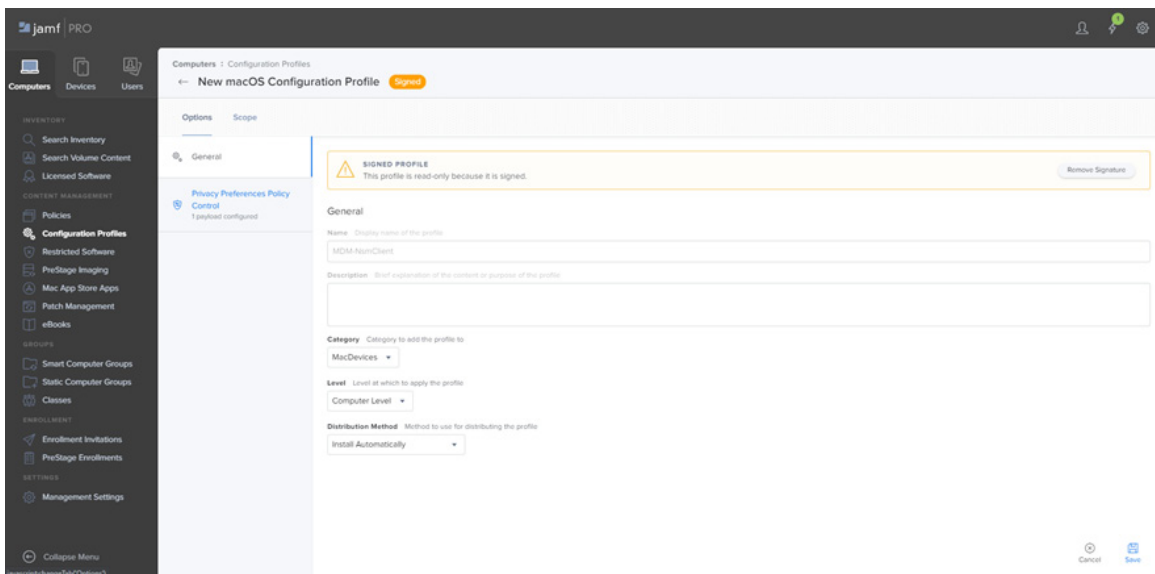 jamf PRO
1
Computers
Devices
Users
INVENTORY
Search Inventory
Search Volume Content
Licensed Software
CONTENT MANAGEMENT
Policies
Configuration Profiles
Restricted Software
PreStage Imaging
Mac App Store Apps
Patch Management
eBooks
GROUPS
Smart Computer Groups
Static Computer Groups
Classes
ENROLLMENT
Enrollment Invitations
PreStage Enrollments
SETTINGS
Management Settings
Collapse Menu
Computers : Configuration Profiles
← New macOS Configuration Profile Signed
Options Scope
General
Privacy Preferences Policy
Control
1 payload configured
SIGNED PROFILE
This profile is read-only because it is signed.
Remove Signature
General
Name Display name of the profile
MDM-NsmClient
Description Brief explanation of the content or purpose of the profile
Category Category to add the profile to
MacDevices
Level Level at which to apply the profile
Computer Level
Distribution Method Method to use for distributing the profile
Install Automatically
Cancel
Save